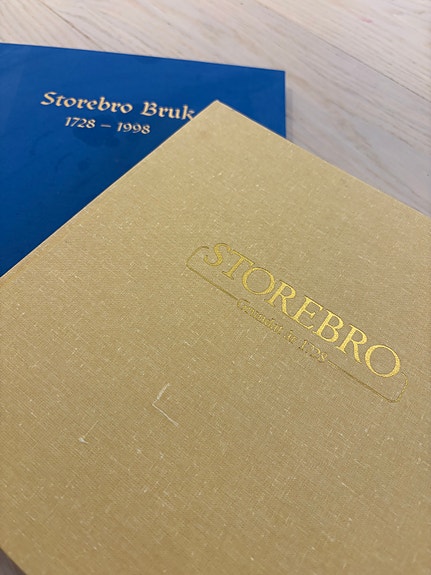 Storebro Bruk
1728 – 1998
STOREBRO
Grundat år 1728